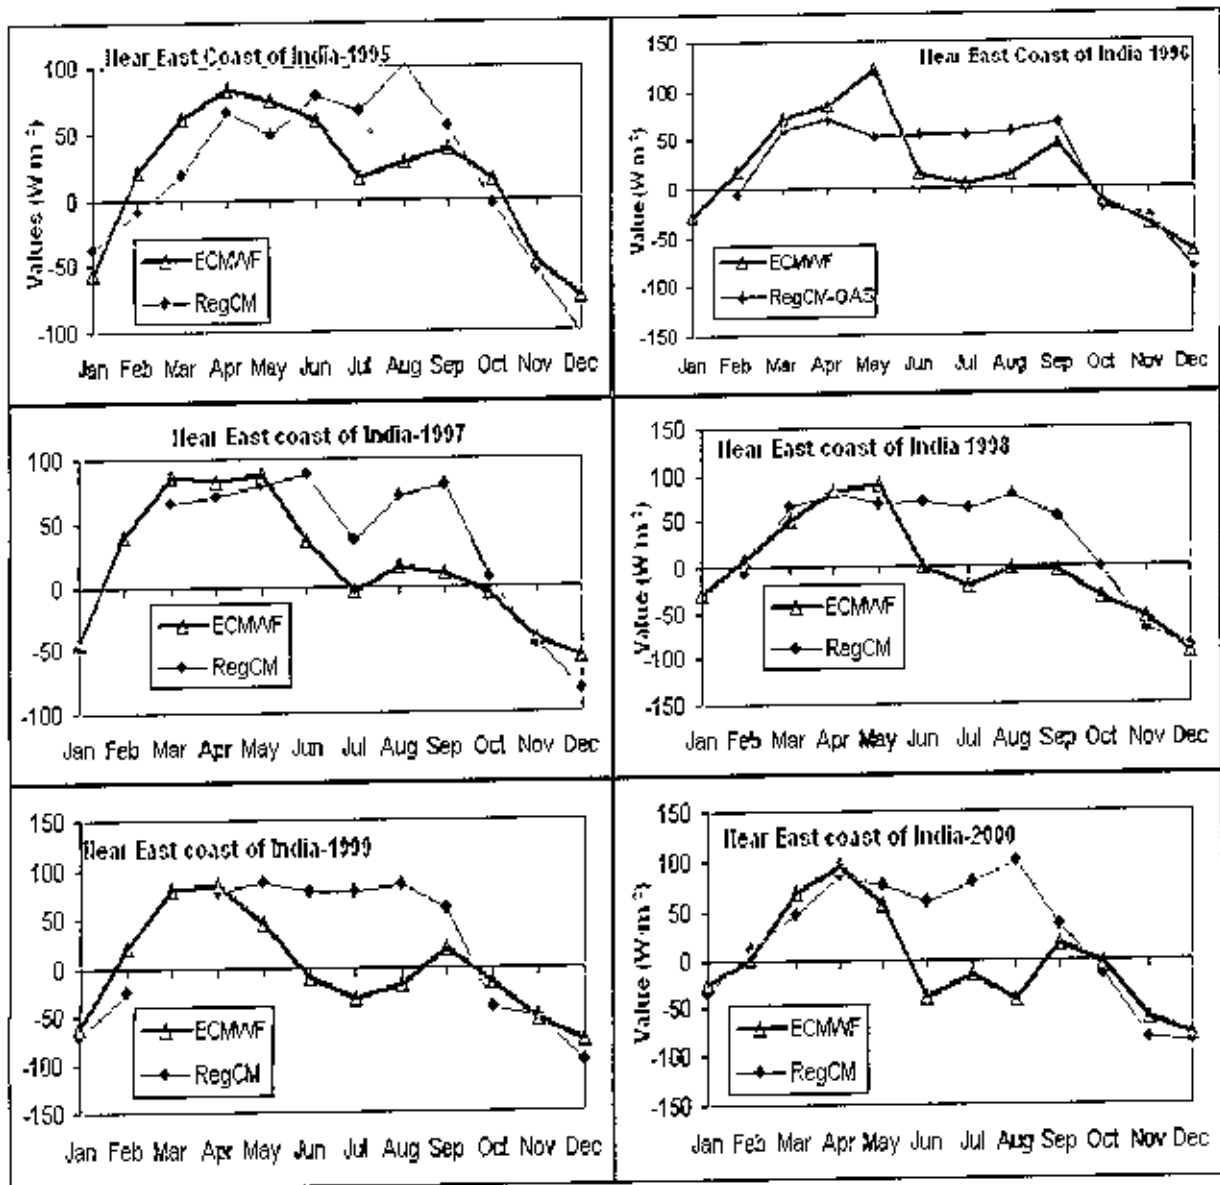 Near East Coast of India-1995
Values (W m⁻²)
100
50
0
-50
-100
ECMWF
RegCM
Jan Feb Mar Apr May Jun Jul Aug Sep Oct Nov Dec
Near East Coast of India 1996
Value (W m⁻²)
150
100
50
0
-50
-100
-150
ECMWF
RegCM-OAS
Jan Feb Mar Apr May Jun Jul Aug Sep Oct Nov Dec
Near East coast of India-1997
100
50
0
-50
-100
ECMWF
RegCM
Jan Feb Mar Apr May Jun Jul Aug Sep Oct Nov Dec
Near East coast of India 1998
Value (W m⁻²)
150
100
50
0
-50
-100
-150
ECMWF
RegCM
Jan Feb Mar Apr May Jun Jul Aug Sep Oct Nov Dec
Near East coast of India-1999
150
100
50
0
-50
-100
-150
ECMWF
RegCM
Jan Feb Mar Apr May Jun Jul Aug Sep Oct Nov Dec
Near East coast of India-2000
Value (W m⁻²)
150
100
50
0
-50
-100
-150
ECMWF
RegCM
Jan Feb Mar Apr May Jun Jul Aug Sep Oct Nov Dec